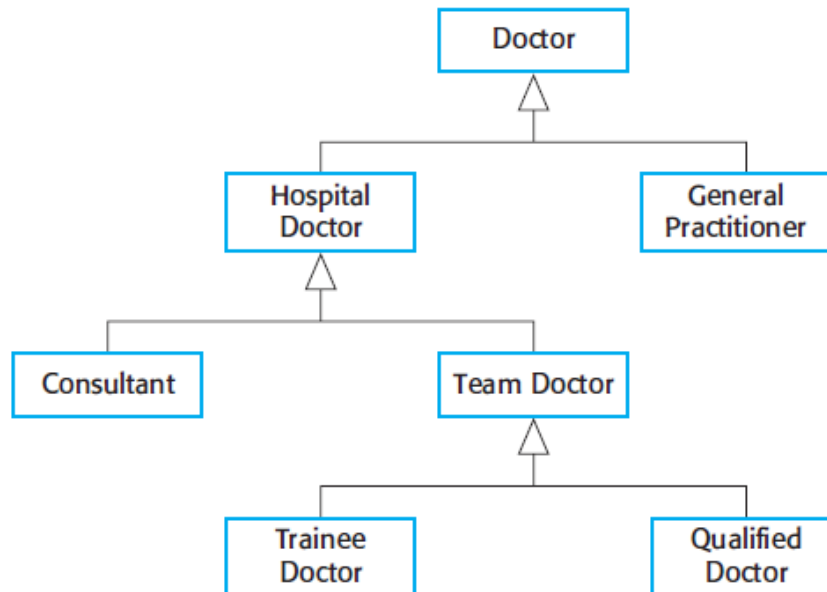 Doctor
Hospital
Doctor
General
Practitioner
Consultant
Team Doctor
Trainee
Doctor
Qualified
Doctor